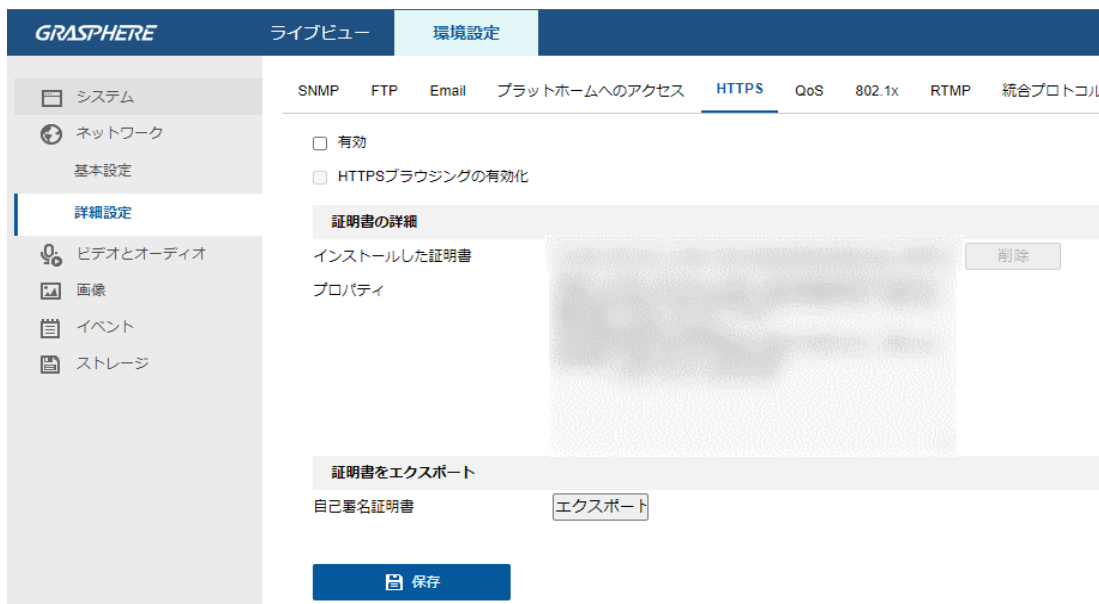 GRASPHERE ライブビュー 環境設定
システム
ネットワーク
基本設定
詳細設定
ビデオとオーディオ
画像
イベント
ストレージ
SNMP FTP Email プラットホームへのアクセス HTTPS QoS 802.1x RTMP 統合プロトコル
有効
HTTPSブラウジングの有効化
証明書の詳細
インストールした証明書 削除
プロパティ
証明書をエクスポート
自己署名証明書 エクスポート
保存